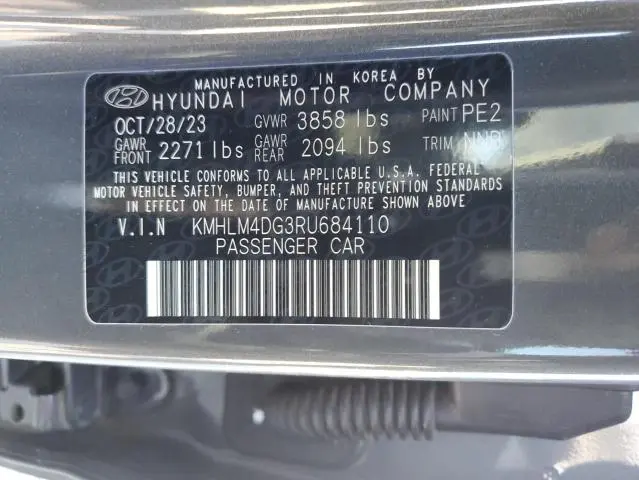 MANUFACTURED IN KOREA BY
HYUNDAI MOTOR COMPANY
OCT/28/23 GVWR 3858 lbs PAINT PE2
GAWR FRONT 2271 lbs GAWR REAR 2094 lbs TRIM NNB
THIS VEHICLE CONFORMS TO ALL APPLICABLE U.S.A. FEDERAL
MOTOR VEHICLE SAFETY, BUMPER, AND THEFT PREVENTION STANDARDS
IN EFFECT ON THE DATE OF MANUFACTURE SHOWN ABOVE
V.I.N KMHLM4DG3RU684110
PASSENGER CAR